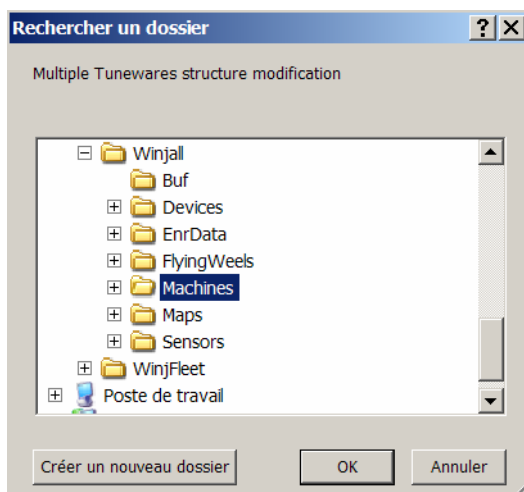 Rechercher un dossier
Multiple Tunewares structure modification
Winjall
Buf
Devices
EnrData
FlyingWeels
Machines
Maps
Sensors
WinjFleet
Poste de travail
Créer un nouveau dossier OK Annuler